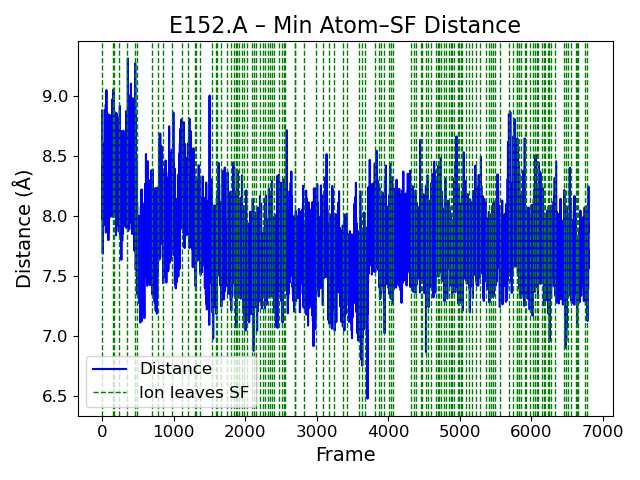 E152.A – Min Atom–SF Distance
Distance (Å)
9.0
8.5
8.0
7.5
7.0
6.5
Distance
Ion leaves SF
0 1000 2000 3000 4000 5000 6000 7000
Frame